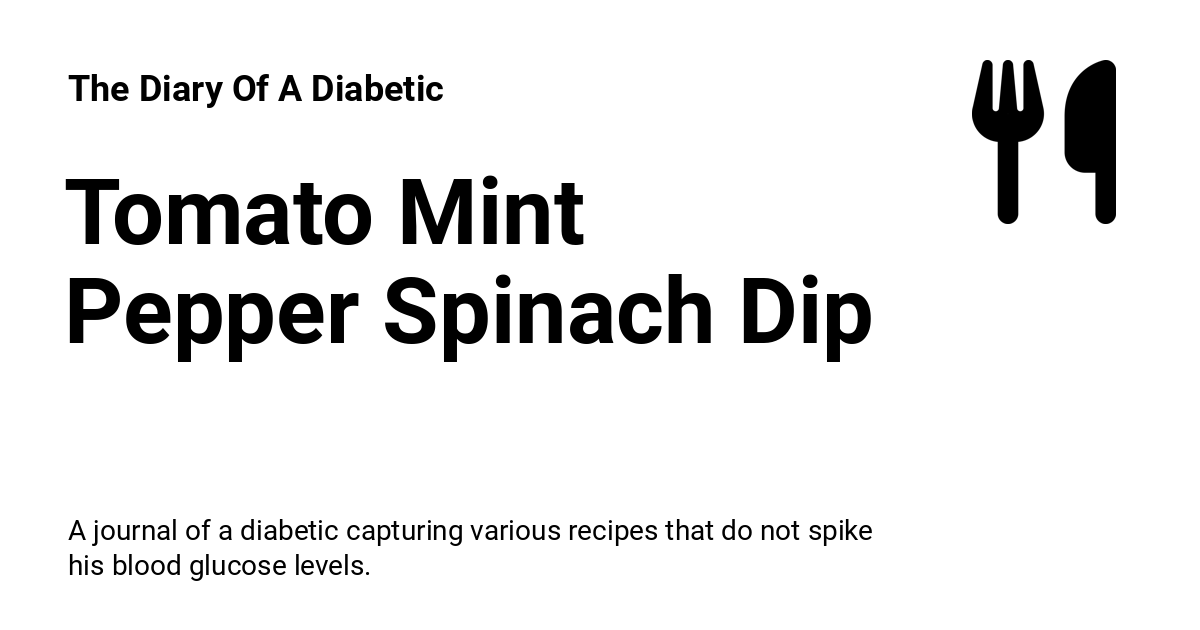 The Diary Of A Diabetic
Tomato Mint
Pepper Spinach Dip
A journal of a diabetic capturing various recipes that do not spike
his blood glucose levels.